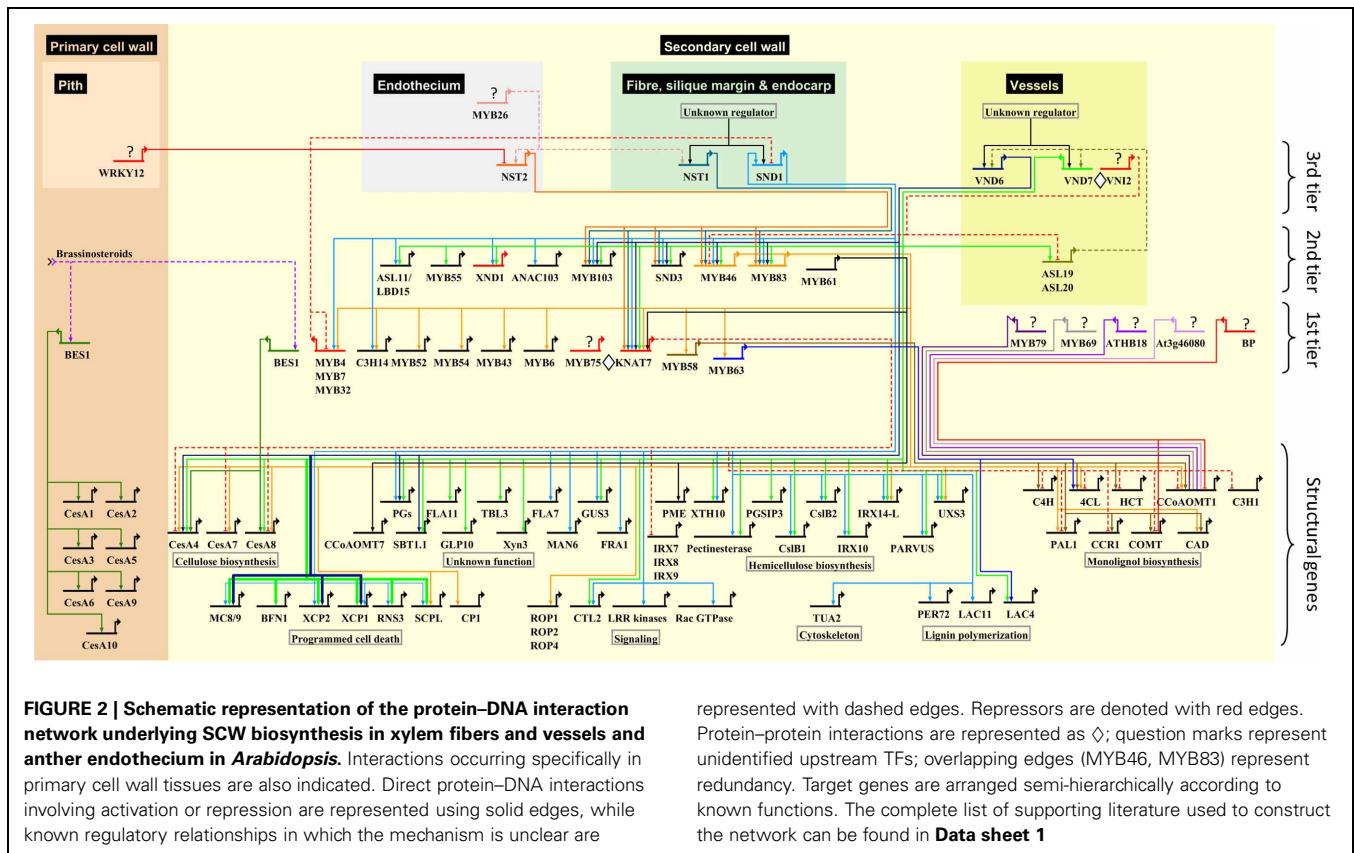 Primary cell wall
Secondary cell wall
Pith
Endothecium
Fibre, silique margin & endocarp
Vessels
?
MYB26
Unknown regulator
Unknown regulator
?
WRKY12
NST2
NST1
SND1
VND6
VND7
?
VNI2
3rd tier
Brassinosteroids
ASL11/
LBD15
MYB55
XND1
ANAC103
MYB103
SND3
MYB46
MYB83
MYB61
ASL19
ASL20
2nd tier
BES1
BES1
MYB4
MYB7
MYB32
C3H14
MYB52
MYB54
MYB43
MYB6
?
MYB75
KNAT7
MYB58
MYB63
?
MYB79
?
MYB69
?
ATHB18
?
At3g46080
?
BP
1st tier
CesA1
CesA2
CesA3
CesA5
CesA6
CesA9
CesA10
CesA4
CesA7
CesA8
Cellulose biosynthesis
PGs
FLA11
TBL3
FLA7
GUS3
CCoAOMT7
SBT1.1
GLP10
Xyn3
MAN6
FRA1
Unknown function
PME
XTH10
PGSIP3
CslB2
IRX14-L
UXS3
IRX7
IRX8
IRX9
Pectinesterase
CslB1
IRX10
PARVUS
Hemicellulose biosynthesis
C4H
4CL
HCT
CCoAOMT1
C3H1
PAL1
CCR1
COMT
CAD
Monolignol biosynthesis
MC8/9
BFN1
XCP2
XCP1
RNS3
SCPL
CP1
Programmed cell death
ROP1
ROP2
ROP4
CTL2
LRR kinases
Rac GTPase
Signaling
TUA2
Cytoskeleton
PER72
LAC11
LAC4
Lignin polymerization
Structural genes
FIGURE 2 | Schematic representation of the protein–DNA interaction
network underlying SCW biosynthesis in xylem fibers and vessels and
anther endothecium in Arabidopsis. Interactions occurring specifically in
primary cell wall tissues are also indicated. Direct protein–DNA interactions
involving activation or repression are represented using solid edges, while
known regulatory relationships in which the mechanism is unclear are
represented with dashed edges. Repressors are denoted with red edges.
Protein–protein interactions are represented as ◇; question marks represent
unidentified upstream TFs; overlapping edges (MYB46, MYB83) represent
redundancy. Target genes are arranged semi-hierarchically according to
known functions. The complete list of supporting literature used to construct
the network can be found in Data sheet 1